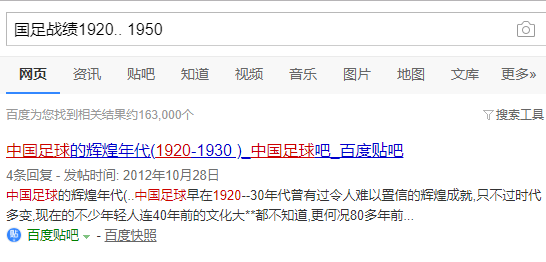 国足战绩1920.. 1950
网页 资讯 贴吧 知道 视频 音乐 图片 地图 文库 更多»
百度为您找到相关结果约163,000个 搜索工具
中国足球的辉煌年代(1920-1930 )_中国足球吧_百度贴吧
4条回复 - 发帖时间: 2012年10月28日
中国足球的辉煌年代(..中国足球早在1920--30年代曾有过令人难以置信的辉煌成就,只不过时代
多变,现在的不少年轻人连40年前的文化大**都不知道,更何况80多年前...
贴 百度贴吧 - 百度快照